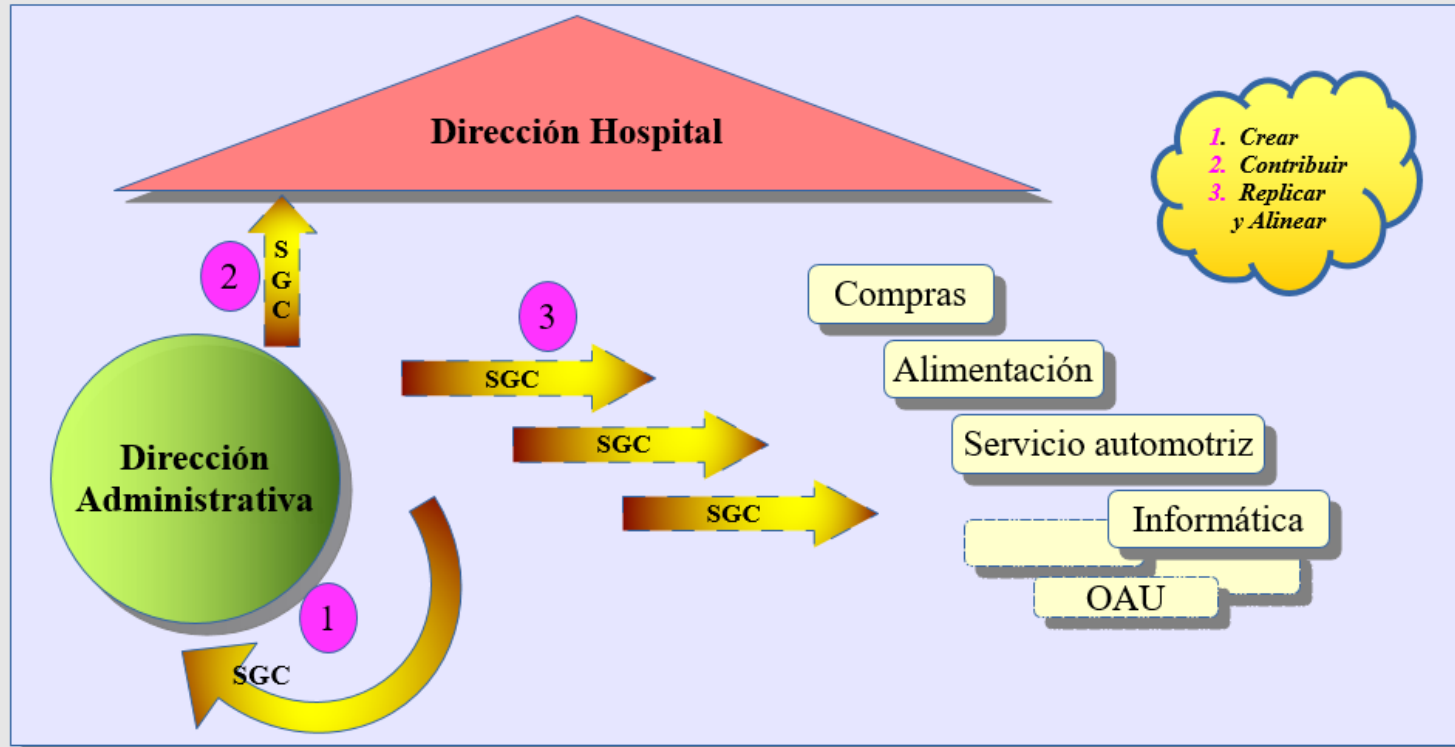 Dirección Hospital
1. Crear
2. Contribuir
3. Replicar
y Alinear
2
S
G
C
3
SGC
SGC
SGC
Compras
Alimentación
Servicio automotriz
Informática
OAU
Dirección
Administrativa
1
SGC